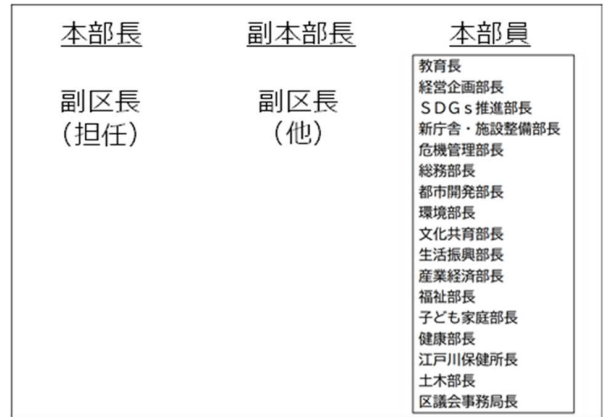 本部長
副区長
（担任）
副本部長
副区長
（他）
本部員
教育長
経営企画部長
ＳＤＧｓ推進部長
新庁舎・施設整備部長
危機管理部長
総務部長
都市開発部長
環境部長
文化共育部長
生活振興部長
産業経済部長
福祉部長
子ども家庭部長
健康部長
江戸川保健所長
土木部長
区議会事務局長